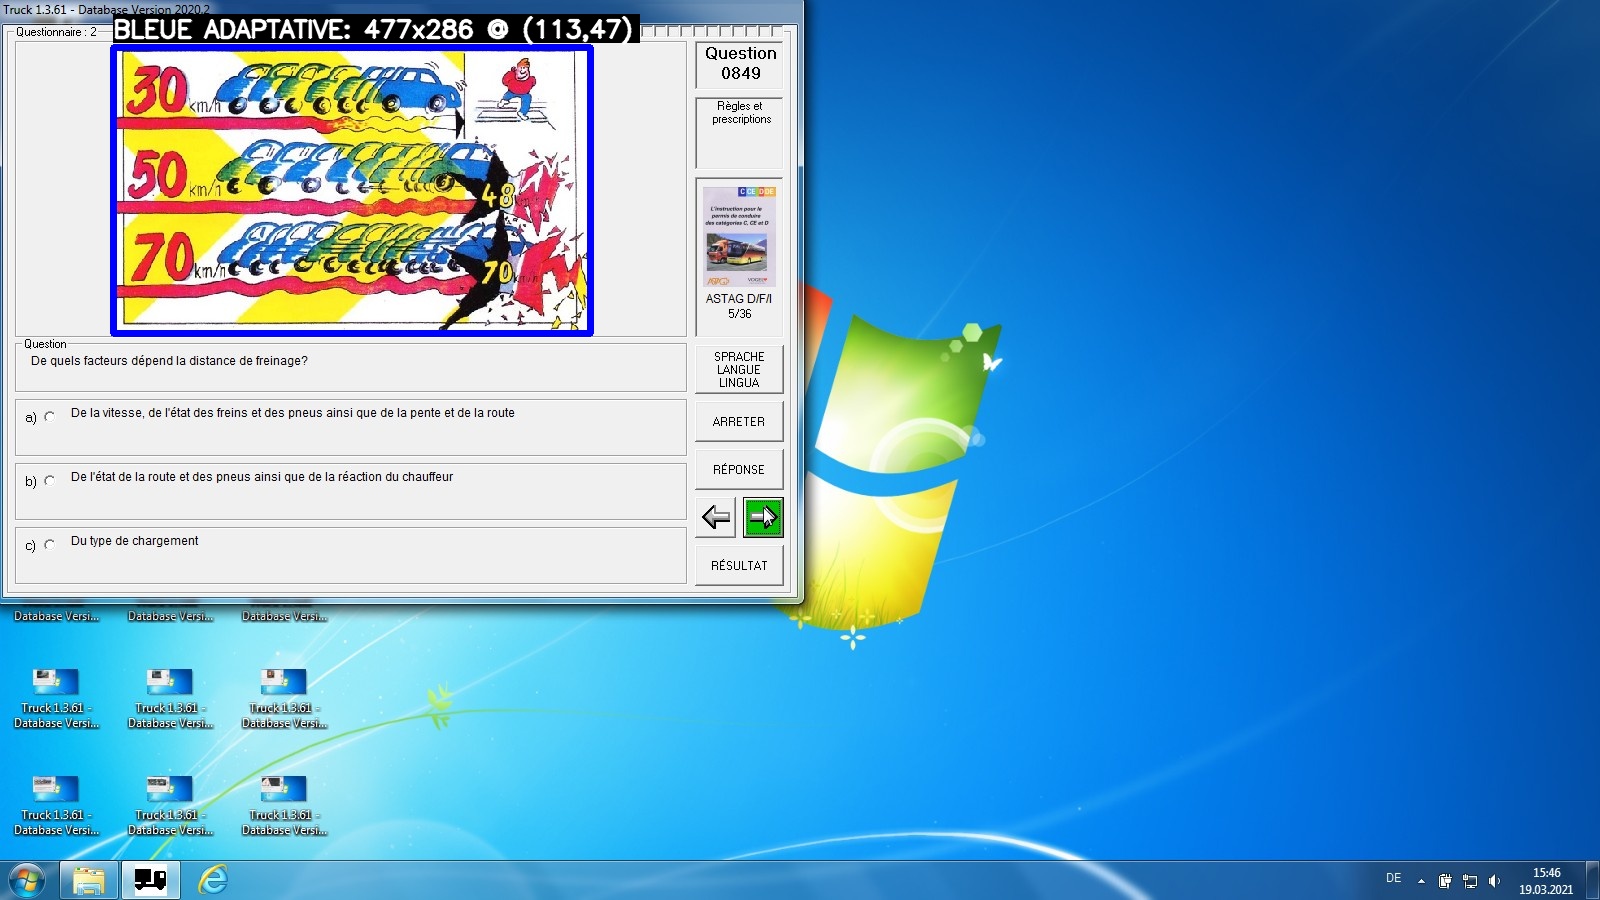 Truck 1.3.61 - Database Version 2020.2
BLEUE ADAPTATIVE: 477x286 @ (113,47)
Questionnaire : 2
30 km/h
50 km/h
48
70 km/h
70
Question
0849
Règles et
prescriptions
C CE D DE
L'instruction pour le
permis de conduire
des catégories C, CE et D
ASTAG D/F/I
5/36
Question
De quels facteurs dépend la distance de freinage?
a) De la vitesse, de l'état des freins et des pneus ainsi que de la pente et de la route
b) De l'état de la route et des pneus ainsi que de la réaction du chauffeur
c) Du type de chargement
SPRACHE
LANGUE
LINGUA
ARRETER
RÉPONSE
RÉSULTAT
Database Versi... Database Versi... Database Versi...
Truck 1.3.61 - Truck 1.3.61 - Truck 1.3.61 -
Database Versi... Database Versi... Database Versi...
Truck 1.3.61 - Truck 1.3.61 - Truck 1.3.61 -
Database Versi... Database Versi... Database Versi...
DE
15:46
19.03.2021